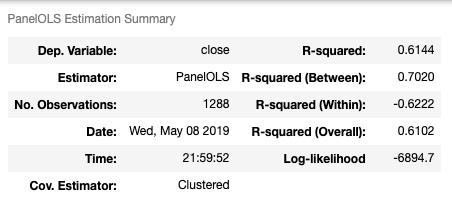 PanelOLS Estimation Summary
Dep. Variable: close R-squared: 0.6144
Estimator: PanelOLS R-squared (Between): 0.7020
No. Observations: 1288 R-squared (Within): -0.6222
Date: Wed, May 08 2019 R-squared (Overall): 0.6102
Time: 21:59:52 Log-likelihood -6894.7
Cov. Estimator: Clustered